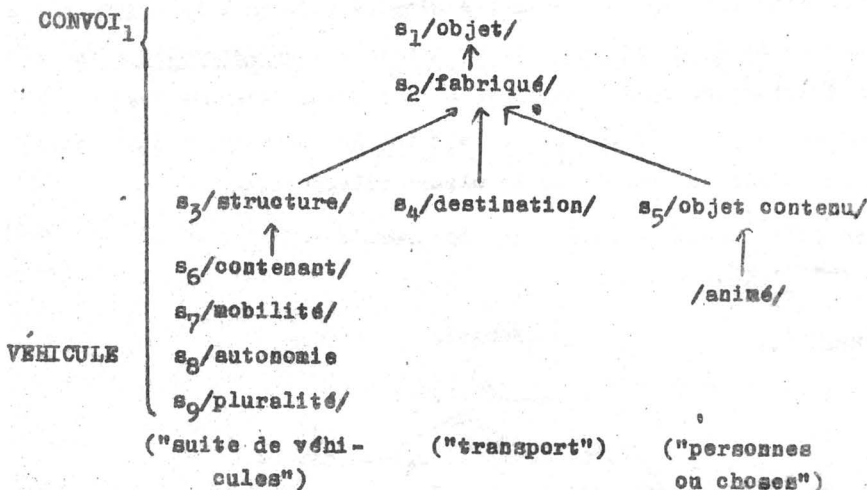 CONVOI₁ s₁/objet/
s₂/fabriqué/
s₃/structure/ s₄/destination/ s₅/objet contenu/
s₆/contenant/ /animé/
s₇/mobilité/
VÉHICULE s₈/autonomie
s₉/pluralité/
("suite de véhi- ("transport") ("personnes
cules") ou choses")